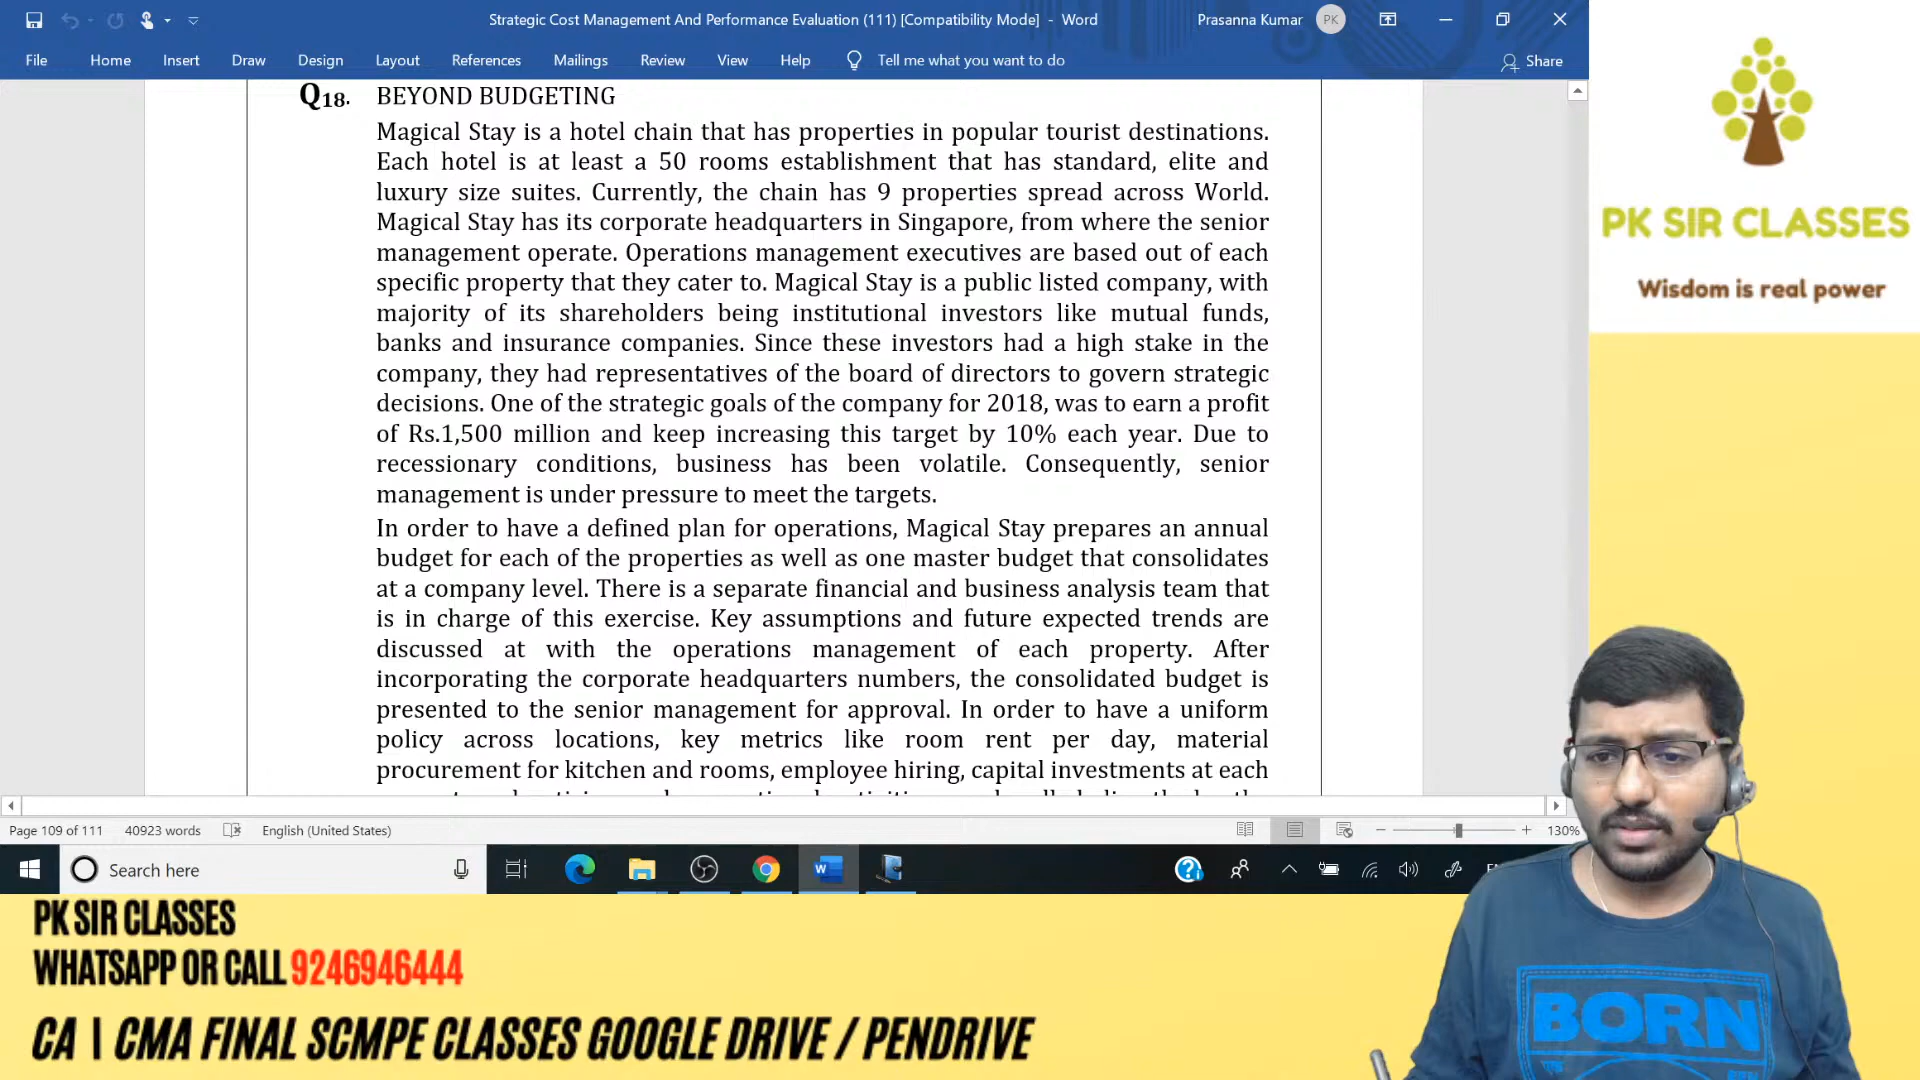 Strategic Cost Management And Performance Evaluation (111) [Compatibility Mode] - Word
Prasanna Kumar PK
File Home Insert Draw Design Layout References Mailings Review View Help Tell me what you want to do Share
Q18. BEYOND BUDGETING
Magical Stay is a hotel chain that has properties in popular tourist destinations.
Each hotel is at least a 50 rooms establishment that has standard, elite and
luxury size suites. Currently, the chain has 9 properties spread across World.
Magical Stay has its corporate headquarters in Singapore, from where the senior
management operate. Operations management executives are based out of each
specific property that they cater to. Magical Stay is a public listed company, with
majority of its shareholders being institutional investors like mutual funds,
banks and insurance companies. Since these investors had a high stake in the
company, they had representatives of the board of directors to govern strategic
decisions. One of the strategic goals of the company for 2018, was to earn a profit
of Rs.1,500 million and keep increasing this target by 10% each year. Due to
recessionary conditions, business has been volatile. Consequently, senior
management is under pressure to meet the targets.
In order to have a defined plan for operations, Magical Stay prepares an annual
budget for each of the properties as well as one master budget that consolidates
at a company level. There is a separate financial and business analysis team that
is in charge of this exercise. Key assumptions and future expected trends are
discussed at with the operations management of each property. After
incorporating the corporate headquarters numbers, the consolidated budget is
presented to the senior management for approval. In order to have a uniform
policy across locations, key metrics like room rent per day, material
procurement for kitchen and rooms, employee hiring, capital investments at each
Page 109 of 111 40923 words English (United States) 130%
Search here
PK SIR CLASSES
Wisdom is real power
PK SIR CLASSES
WHATSAPP OR CALL 9246946444
CA \ CMA FINAL SCMPE CLASSES GOOGLE DRIVE / PENDRIVE
BORN